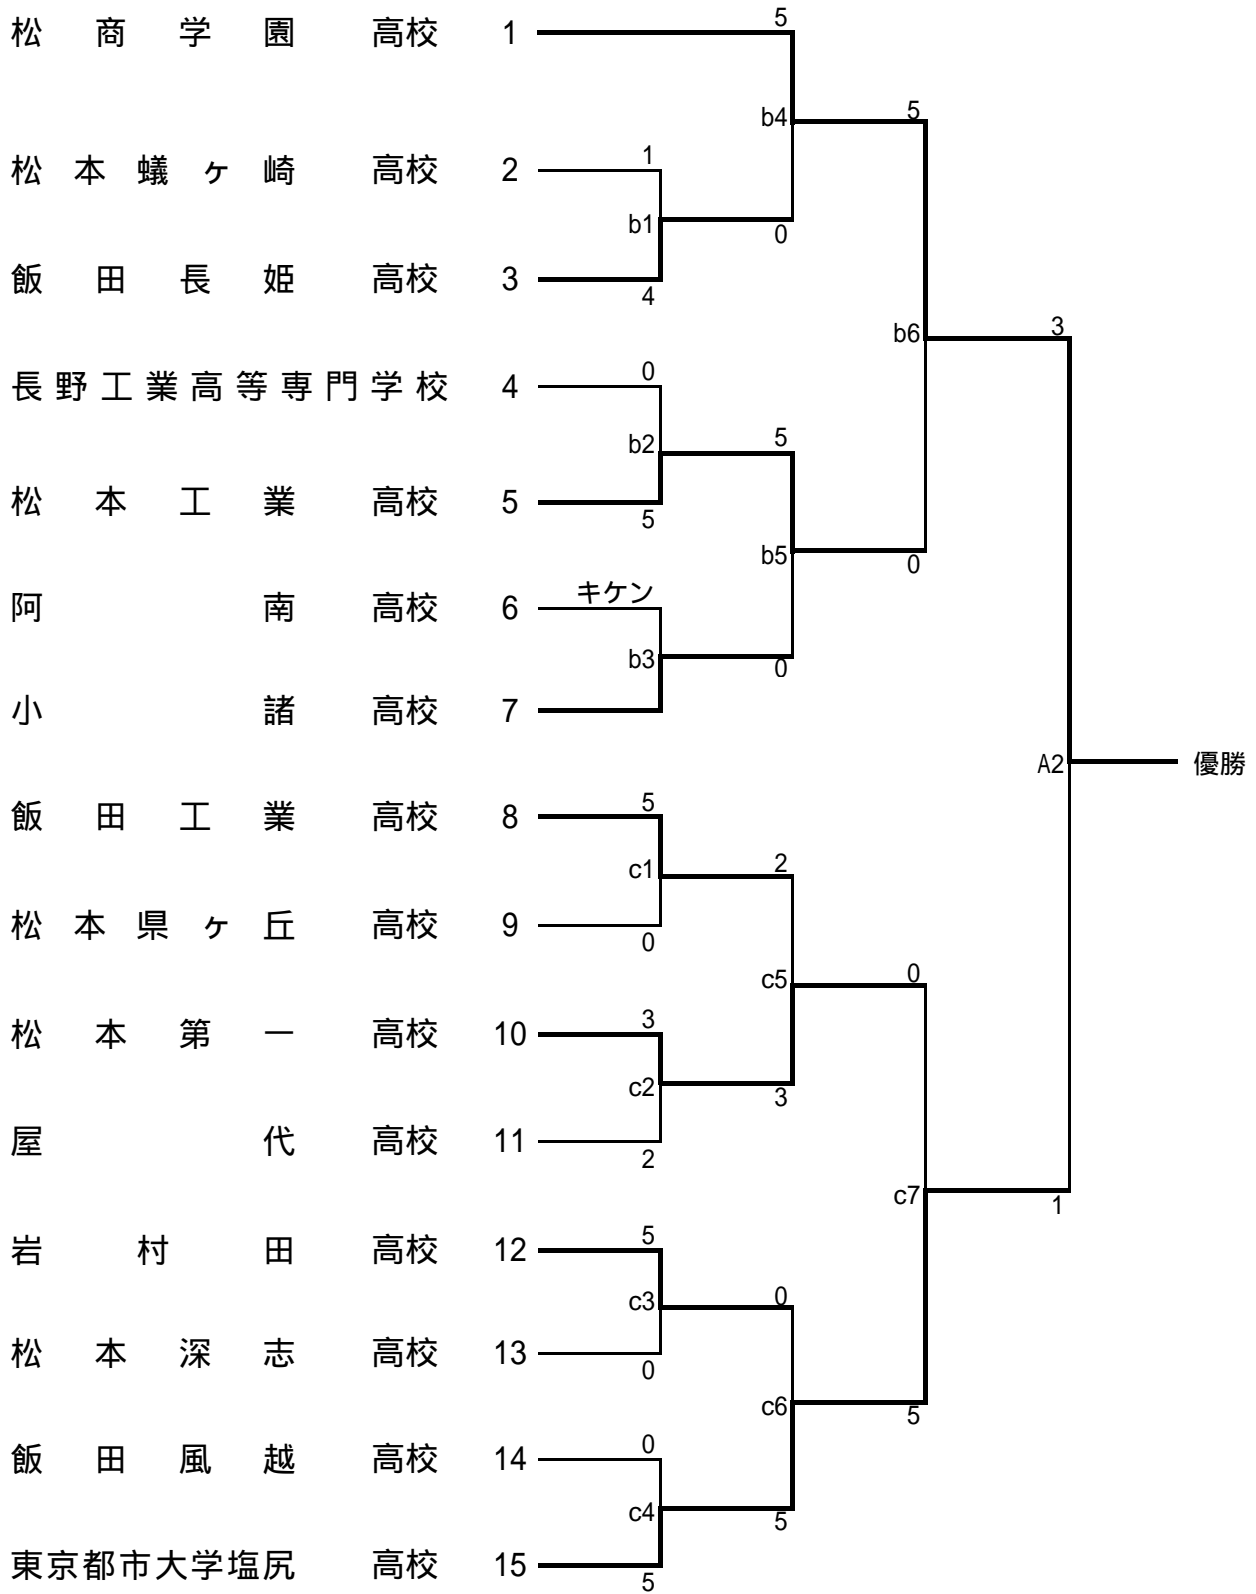 5
松商学園 高校 1
b4 5
1
松本蟻ヶ崎 高校 2
b1
0
飯田長姫 高校 3
4
3
b6
0
長野工業高等専門学校 4
b2 5
松本工業 高校 5
5
b5
0
キケン
阿南 高校 6
b3 0
小諸 高校 7
A2 優勝
5
飯田工業 高校 8
c1 2
松本県ヶ丘 高校 9
0
c5 0
3
松本第一 高校 10
c2 3
屋代 高校 11
2
c7 1
5
岩村田 高校 12
c3 0
松本深志 高校 13
0
c6 5
0
飯田風越 高校 14
c4 5
東京都市大学塩尻 高校 15
5